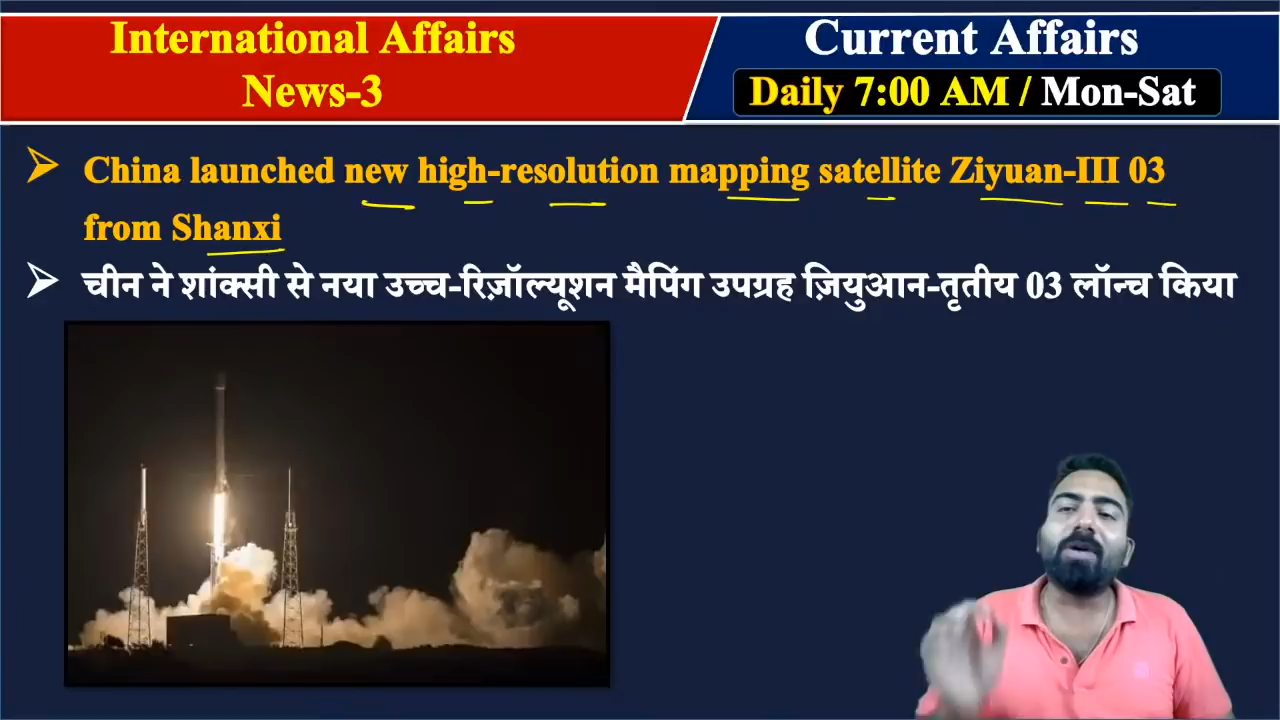 International Affairs
News-3
Current Affairs
Daily 7:00 AM / Mon-Sat
China launched new high-resolution mapping satellite Ziyuan-III 03
from Shanxi
चीन ने शांक्सी से नया उच्च-रिज़ॉल्यूशन मैपिंग उपग्रह ज़ियुआन-तृतीय 03 लॉन्च किया